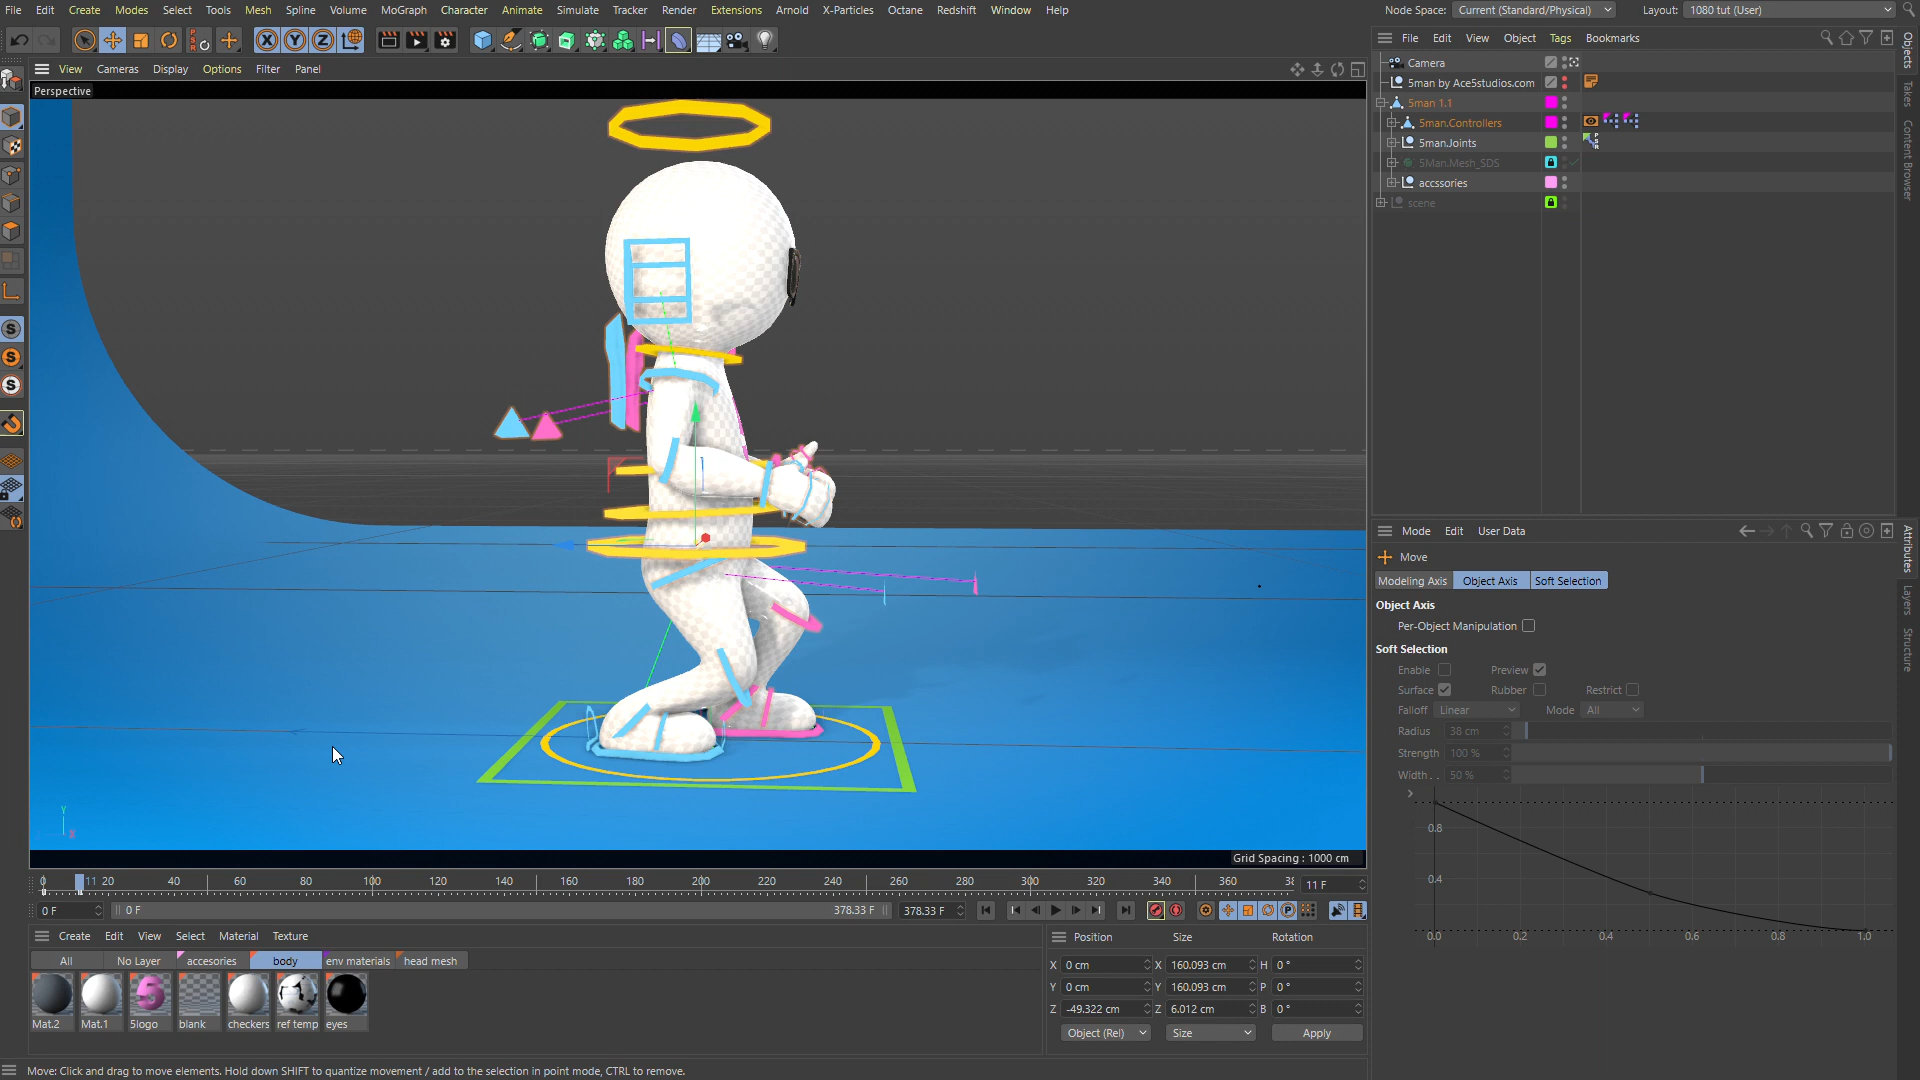 File Edit Create Modes Select Tools Mesh Spline Volume MoGraph Character Animate Simulate Tracker Render Extensions Arnold X-Particles Octane Redshift Window Help
Node Space: Current (Standard/Physical) Layout: 1080 tut (User)
File Edit View Object Tags Bookmarks
View Cameras Display Options Filter Panel
Perspective
Camera
5man by Ace5studios.com
5man 1.1
5man.Controllers
5man.Joints
5Man.Mesh_SDS
accssories
scene
Objects
Takes
Content Browser
Mode Edit User Data
Move
Modeling Axis Object Axis Soft Selection
Object Axis
Per-Object Manipulation
Soft Selection
Enable Preview
Surface Rubber Restrict
Falloff Linear Mode All
Radius 38 cm
Strength 100 %
Width . . 50 %
0.8
0.4
0.0 0.2 0.4 0.6 0.8 1.0
Attributes
Layers
Structure
Y
X
Grid Spacing : 1000 cm
0 11 20 40 60 80 100 120 140 160 180 200 220 240 260 280 300 320 340 360 38 11 F
0 F 0 F 378.33 F 378.33 F
Create Edit View Select Material Texture
All No Layer accesories body env materials head mesh
Mat.2 Mat.1 5logo blank checkers ref temp eyes
Position Size Rotation
X 0 cm X 160.093 cm H 0 °
Y 0 cm Y 160.093 cm P 0 °
Z -49.322 cm Z 6.012 cm B 0 °
Object (Rel) Size Apply
Move: Click and drag to move elements. Hold down SHIFT to quantize movement / add to the selection in point mode, CTRL to remove.